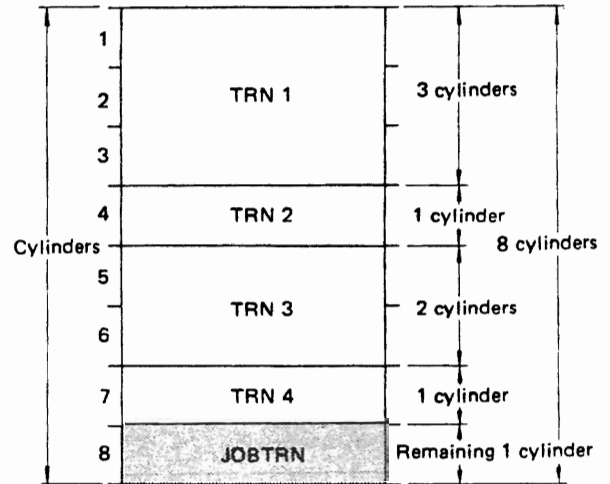 1
2 TRN 1 3 cylinders
3
4 TRN 2 1 cylinder
Cylinders 8 cylinders
5
TRN 3 2 cylinders
6
7 TRN 4 1 cylinder
8 JOBTRN Remaining 1 cylinder